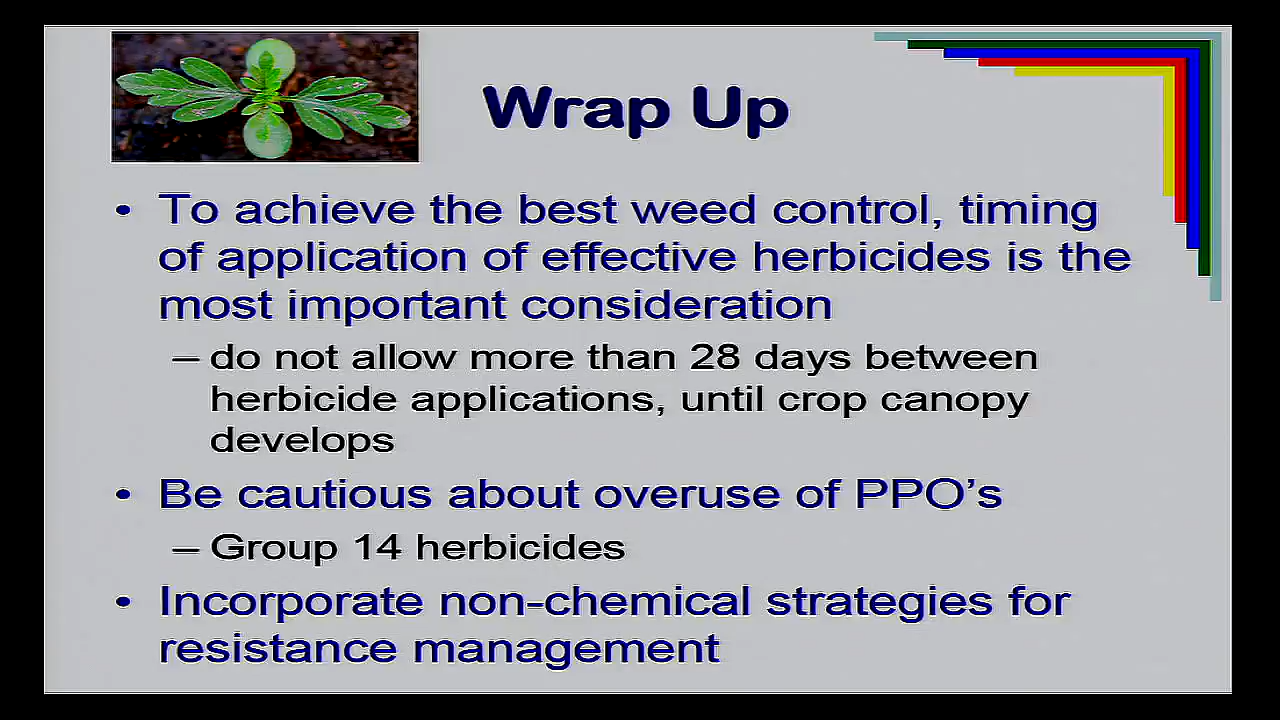 Wrap Up
• To achieve the best weed control, timing
of application of effective herbicides is the
most important consideration
– do not allow more than 28 days between
herbicide applications, until crop canopy
develops
• Be cautious about overuse of PPO’s
– Group 14 herbicides
• Incorporate non-chemical strategies for
resistance management